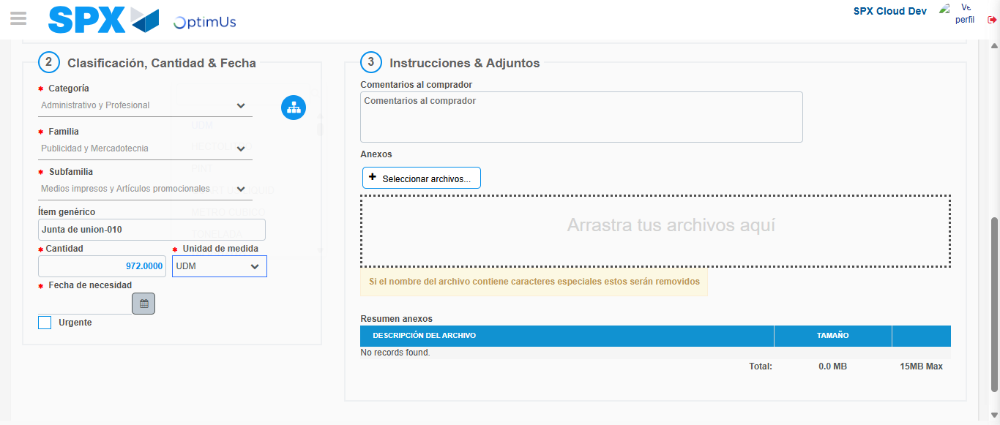 SPX
OptimUs
SPX Cloud Dev
Ve
perfil
2
Clasificación, Cantidad & Fecha
* Categoría
Administrativo y Profesional
* Familia
Publicidad y Mercadotecnia
* Subfamilia
Medios impresos y Artículos promocionales
Ítem genérico
Junta de union-010
* Cantidad
* Unidad de medida
972.0000
UDM
* Fecha de necesidad
Urgente
UDM
PINT
METRO CUBICO
TONELADA
3
Instrucciones & Adjuntos
Comentarios al comprador
Comentarios al comprador
Anexos
+ Seleccionar archivos...
Arrastra tus archivos aquí
Si el nombre del archivo contiene caracteres especiales estos serán removidos
Resumen anexos
DESCRIPCIÓN DEL ARCHIVO TAMAÑO
No records found.
Total: 0.0 MB 15MB Max